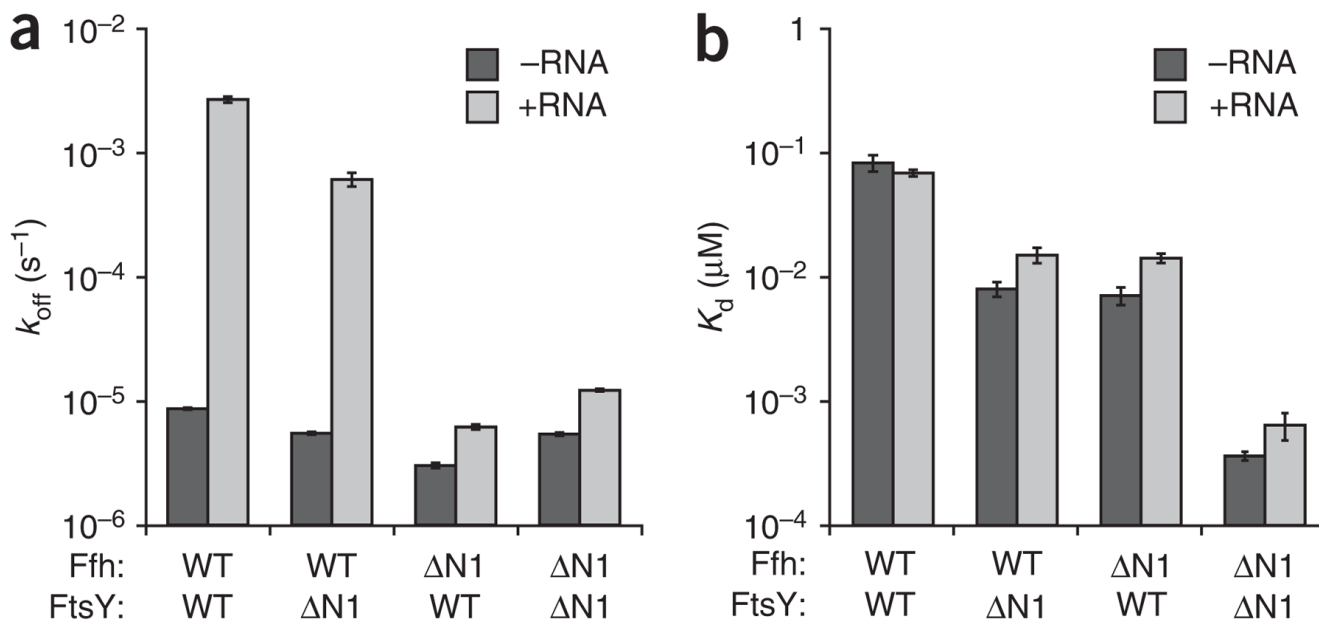 a
10⁻²
10⁻³
10⁻⁴
10⁻⁵
10⁻⁶
k_off (s⁻¹)
–RNA
+RNA
Ffh: WT WT ΔN1 ΔN1
FtsY: WT ΔN1 WT ΔN1
b
1
10⁻¹
10⁻²
10⁻³
10⁻⁴
K_d (μM)
–RNA
+RNA
Ffh: WT WT ΔN1 ΔN1
FtsY: WT ΔN1 WT ΔN1